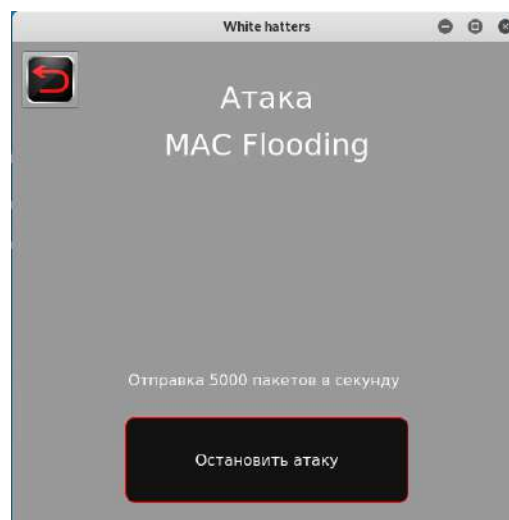 White hatters
Атака
MAC Flooding
Отправка 5000 пакетов в секунду
Остановить атаку